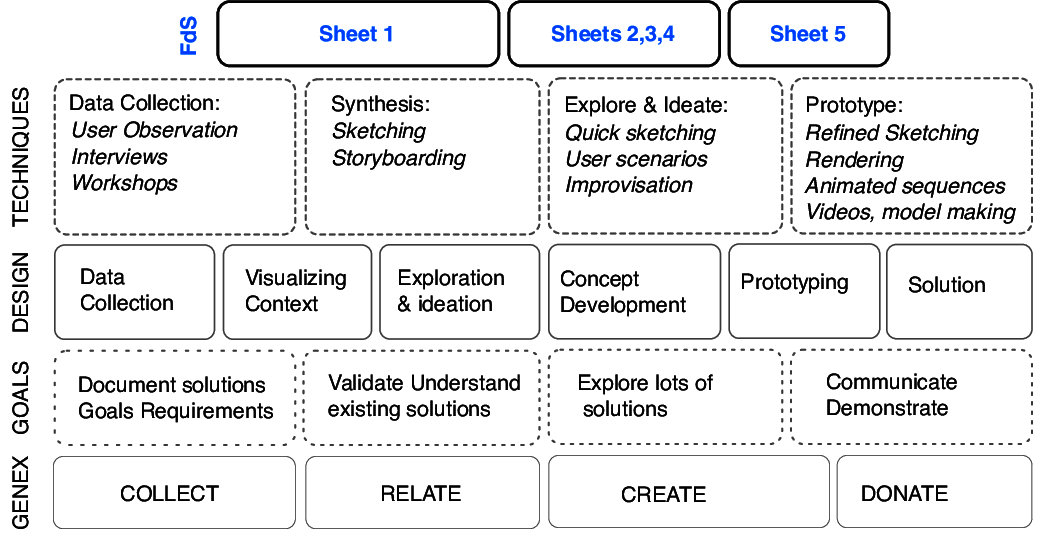 FdS
Sheet 1
Sheets 2,3,4
Sheet 5
TECHNIQUES
Data Collection:
User Observation
Interviews
Workshops
Synthesis:
Sketching
Storyboarding
Explore & Ideate:
Quick sketching
User scenarios
Improvisation
Prototype:
Refined Sketching
Rendering
Animated sequences
Videos, model making
DESIGN
Data
Collection
Visualizing
Context
Exploration
& ideation
Concept
Development
Prototyping
Solution
GOALS
Document solutions
Goals Requirements
Validate Understand
existing solutions
Explore lots of
solutions
Communicate
Demonstrate
GENEX
COLLECT
RELATE
CREATE
DONATE